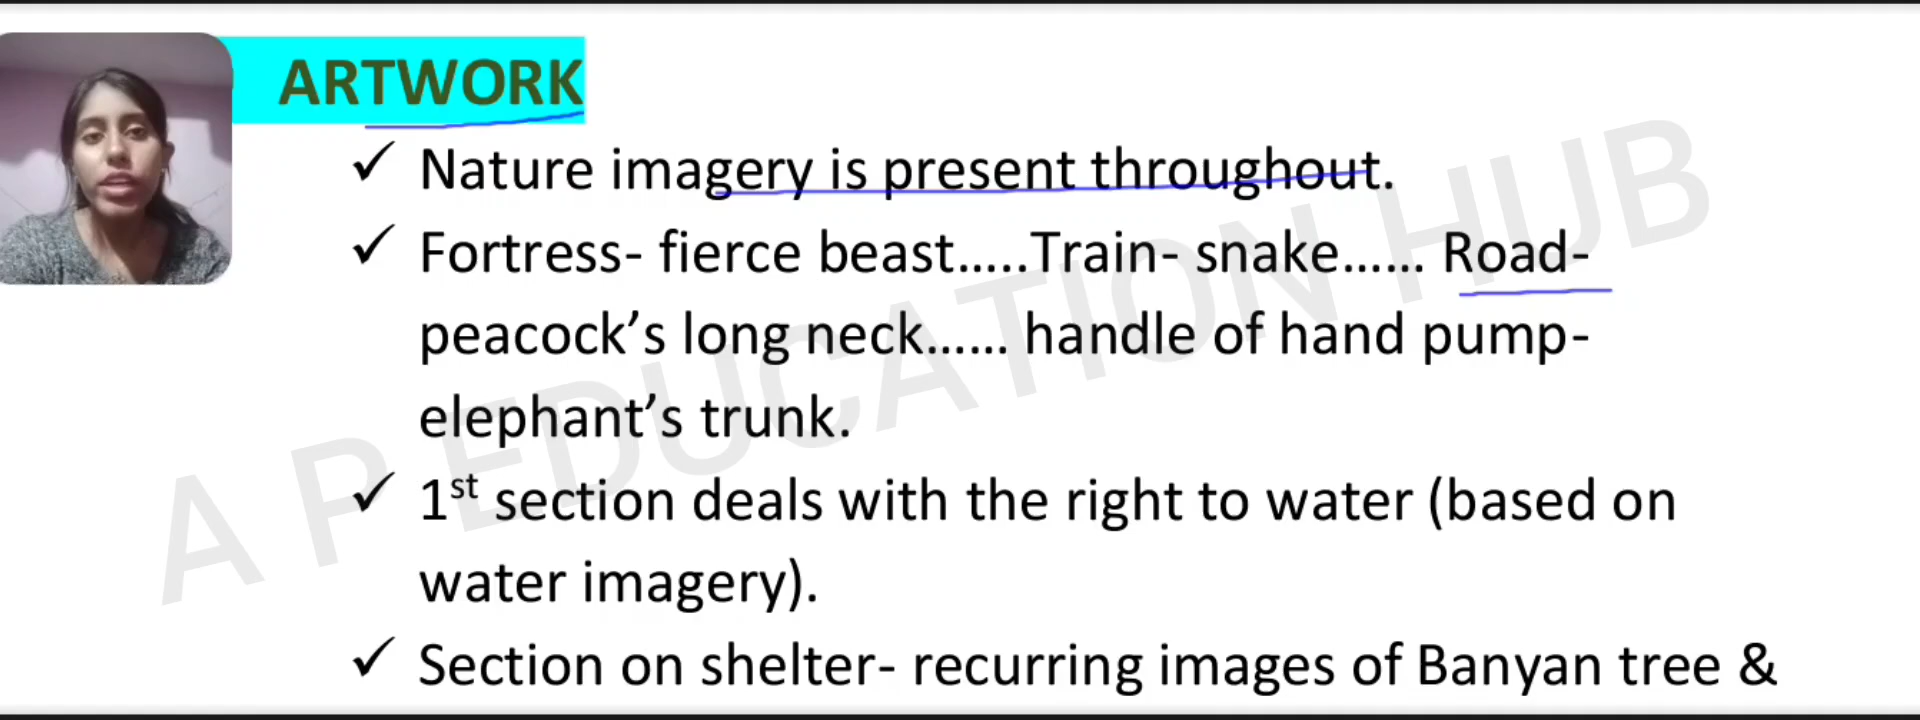 ARTWORK
✓ Nature imagery is present throughout.
✓ Fortress- fierce beast.....Train- snake...... Road-
peacock’s long neck...... handle of hand pump-
elephant’s trunk.
✓ 1st section deals with the right to water (based on
water imagery).
✓ Section on shelter- recurring images of Banyan tree &
A P EDUCATION HUB